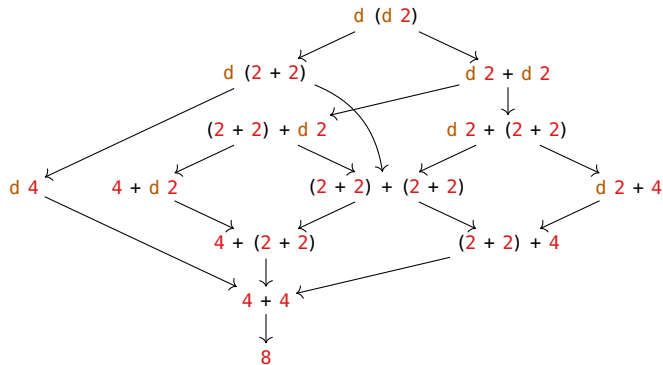 d (d 2)
d (2 + 2)
d 2 + d 2
(2 + 2) + d 2
d 2 + (2 + 2)
d 4
4 + d 2
(2 + 2) + (2 + 2)
d 2 + 4
4 + (2 + 2)
(2 + 2) + 4
4 + 4
8